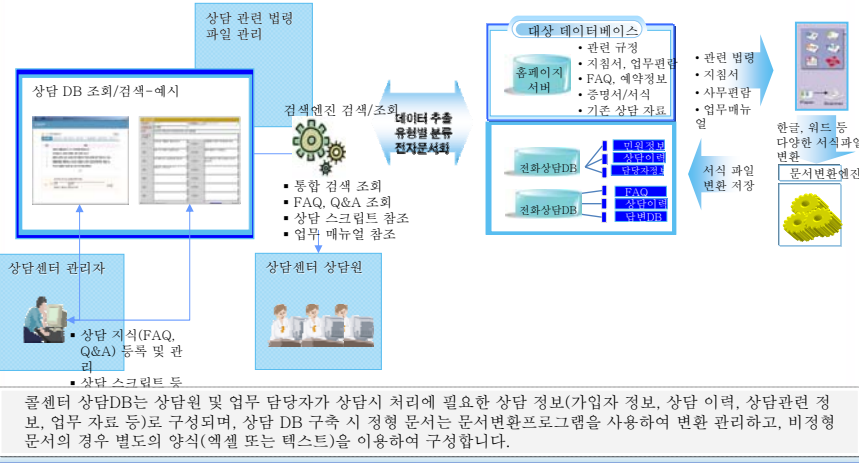 상담 관련 법령
파일 관리
상담 DB 조회/검색-예시
검색엔진 검색/조회
▪ 통합 검색 조회
▪ FAQ, Q&A 조회
▪ 상담 스크립트 참조
▪ 업무 매뉴얼 참조
데이터 추출
유형별 분류
전자문서화
대상 데이터베이스
홈페이지
서버
• 관련 규정
• 지침서, 업무편람
• FAQ, 예약정보
• 증명서/서식
• 기존 상담 자료
• 관련 법령
• 지침서
• 사무편람
• 업무매뉴
얼
Paper
Scanner
한글, 워드 등
다양한 서식파일
변환
문서변환엔진
전화상담DB
민원정보
상담이력
담당자정보
전화상담DB
FAQ
상담이력
답변DB
서식 파일
변환 저장
상담센터 관리자
▪ 상담 지식(FAQ,
Q&A) 등록 및 관
리
▪ 상담 스크립트 등
상담센터 상담원
콜센터 상담DB는 상담원 및 업무 담당자가 상담시 처리에 필요한 상담 정보(가입자 정보, 상담 이력, 상담관련 정
보, 업무 자료 등)로 구성되며, 상담 DB 구축 시 정형 문서는 문서변환프로그램을 사용하여 변환 관리하고, 비정형
문서의 경우 별도의 양식(엑셀 또는 텍스트)을 이용하여 구성합니다.